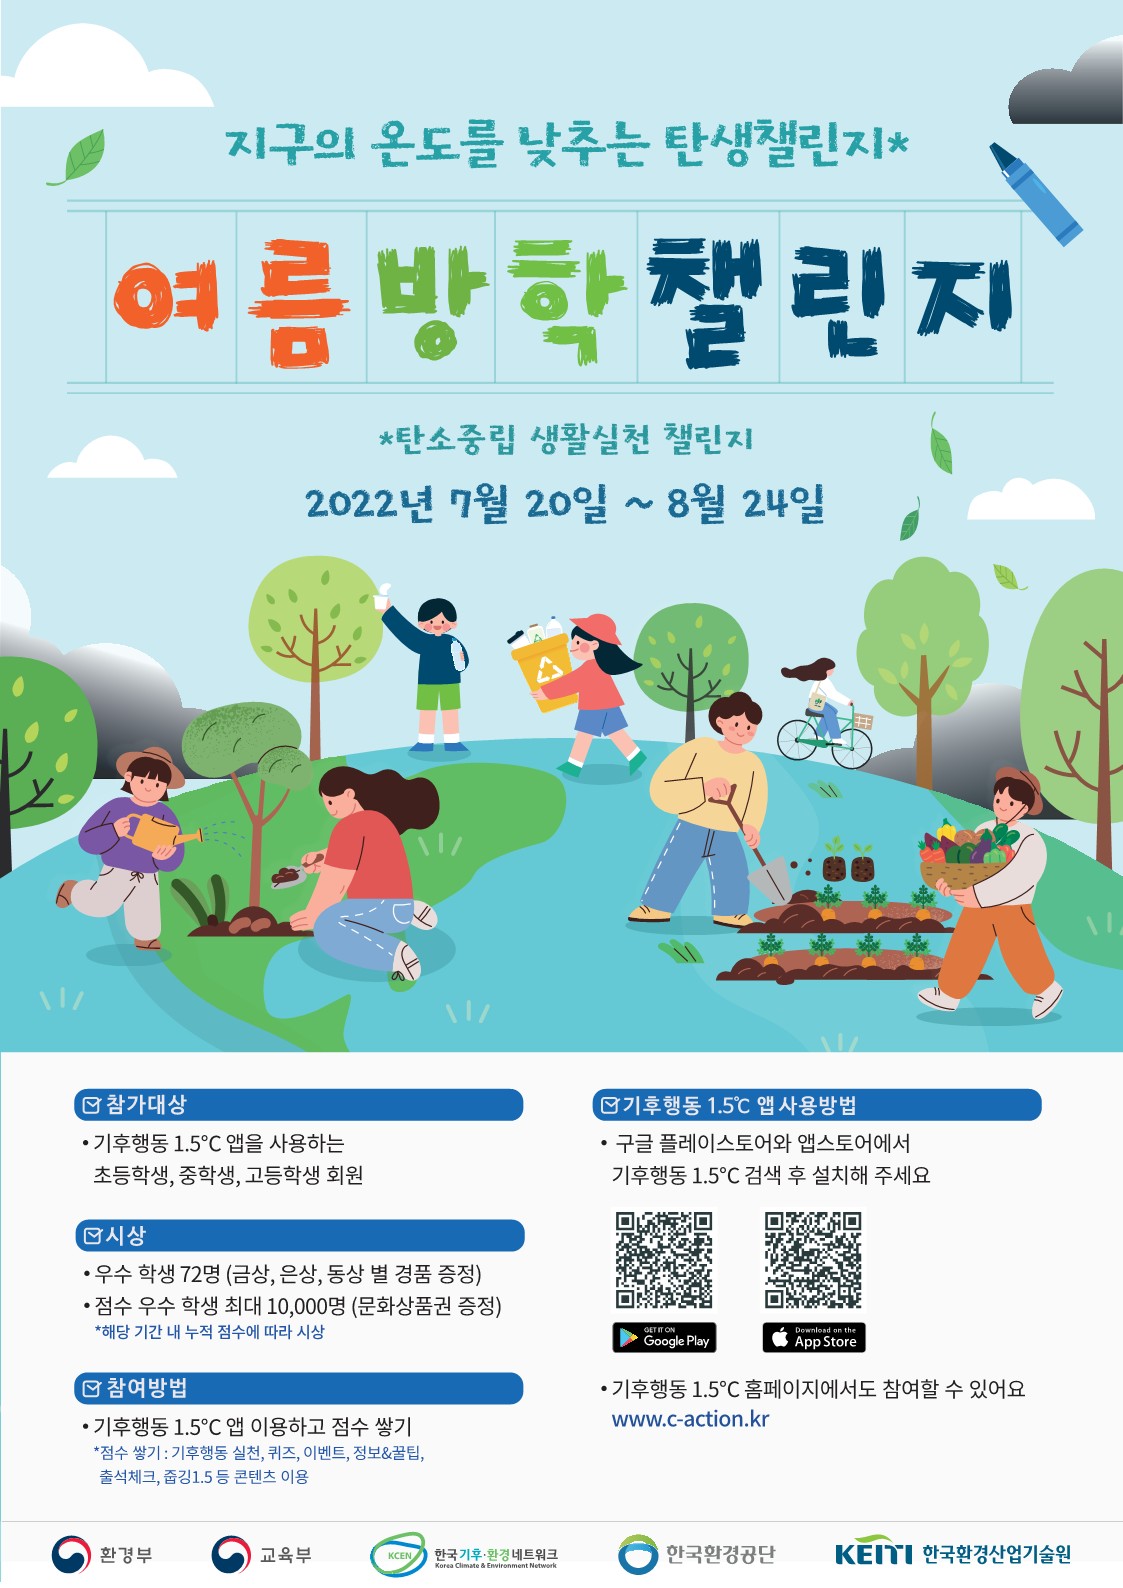 지구의 온도를 낮추는 탄생챌린지*
여름방학챌린지
*탄소중립 생활실천 챌린지
2022년 7월 20일 ~ 8월 24일
참가대상
• 기후행동 1.5°C 앱을 사용하는
초등학생, 중학생, 고등학생 회원
시상
• 우수 학생 72명 (금상, 은상, 동상 별 경품 증정)
• 점수 우수 학생 최대 10,000명 (문화상품권 증정)
*해당 기간 내 누적 점수에 따라 시상
참여방법
• 기후행동 1.5°C 앱 이용하고 점수 쌓기
*점수 쌓기 : 기후행동 실천, 퀴즈, 이벤트, 정보&꿀팁,
출석체크, 줍깅1.5 등 콘텐츠 이용
기후행동 1.5℃ 앱 사용방법
• 구글 플레이스토어와 앱스토어에서
기후행동 1.5°C 검색 후 설치해 주세요
GET IT ON
Google Play
Download on the
App Store
• 기후행동 1.5°C 홈페이지에서도 참여할 수 있어요
www.c-action.kr
환경부
교육부
KCEN
한국기후·환경네트워크
Korea Climate & Environment Network
한국환경공단
KEITI 한국환경산업기술원